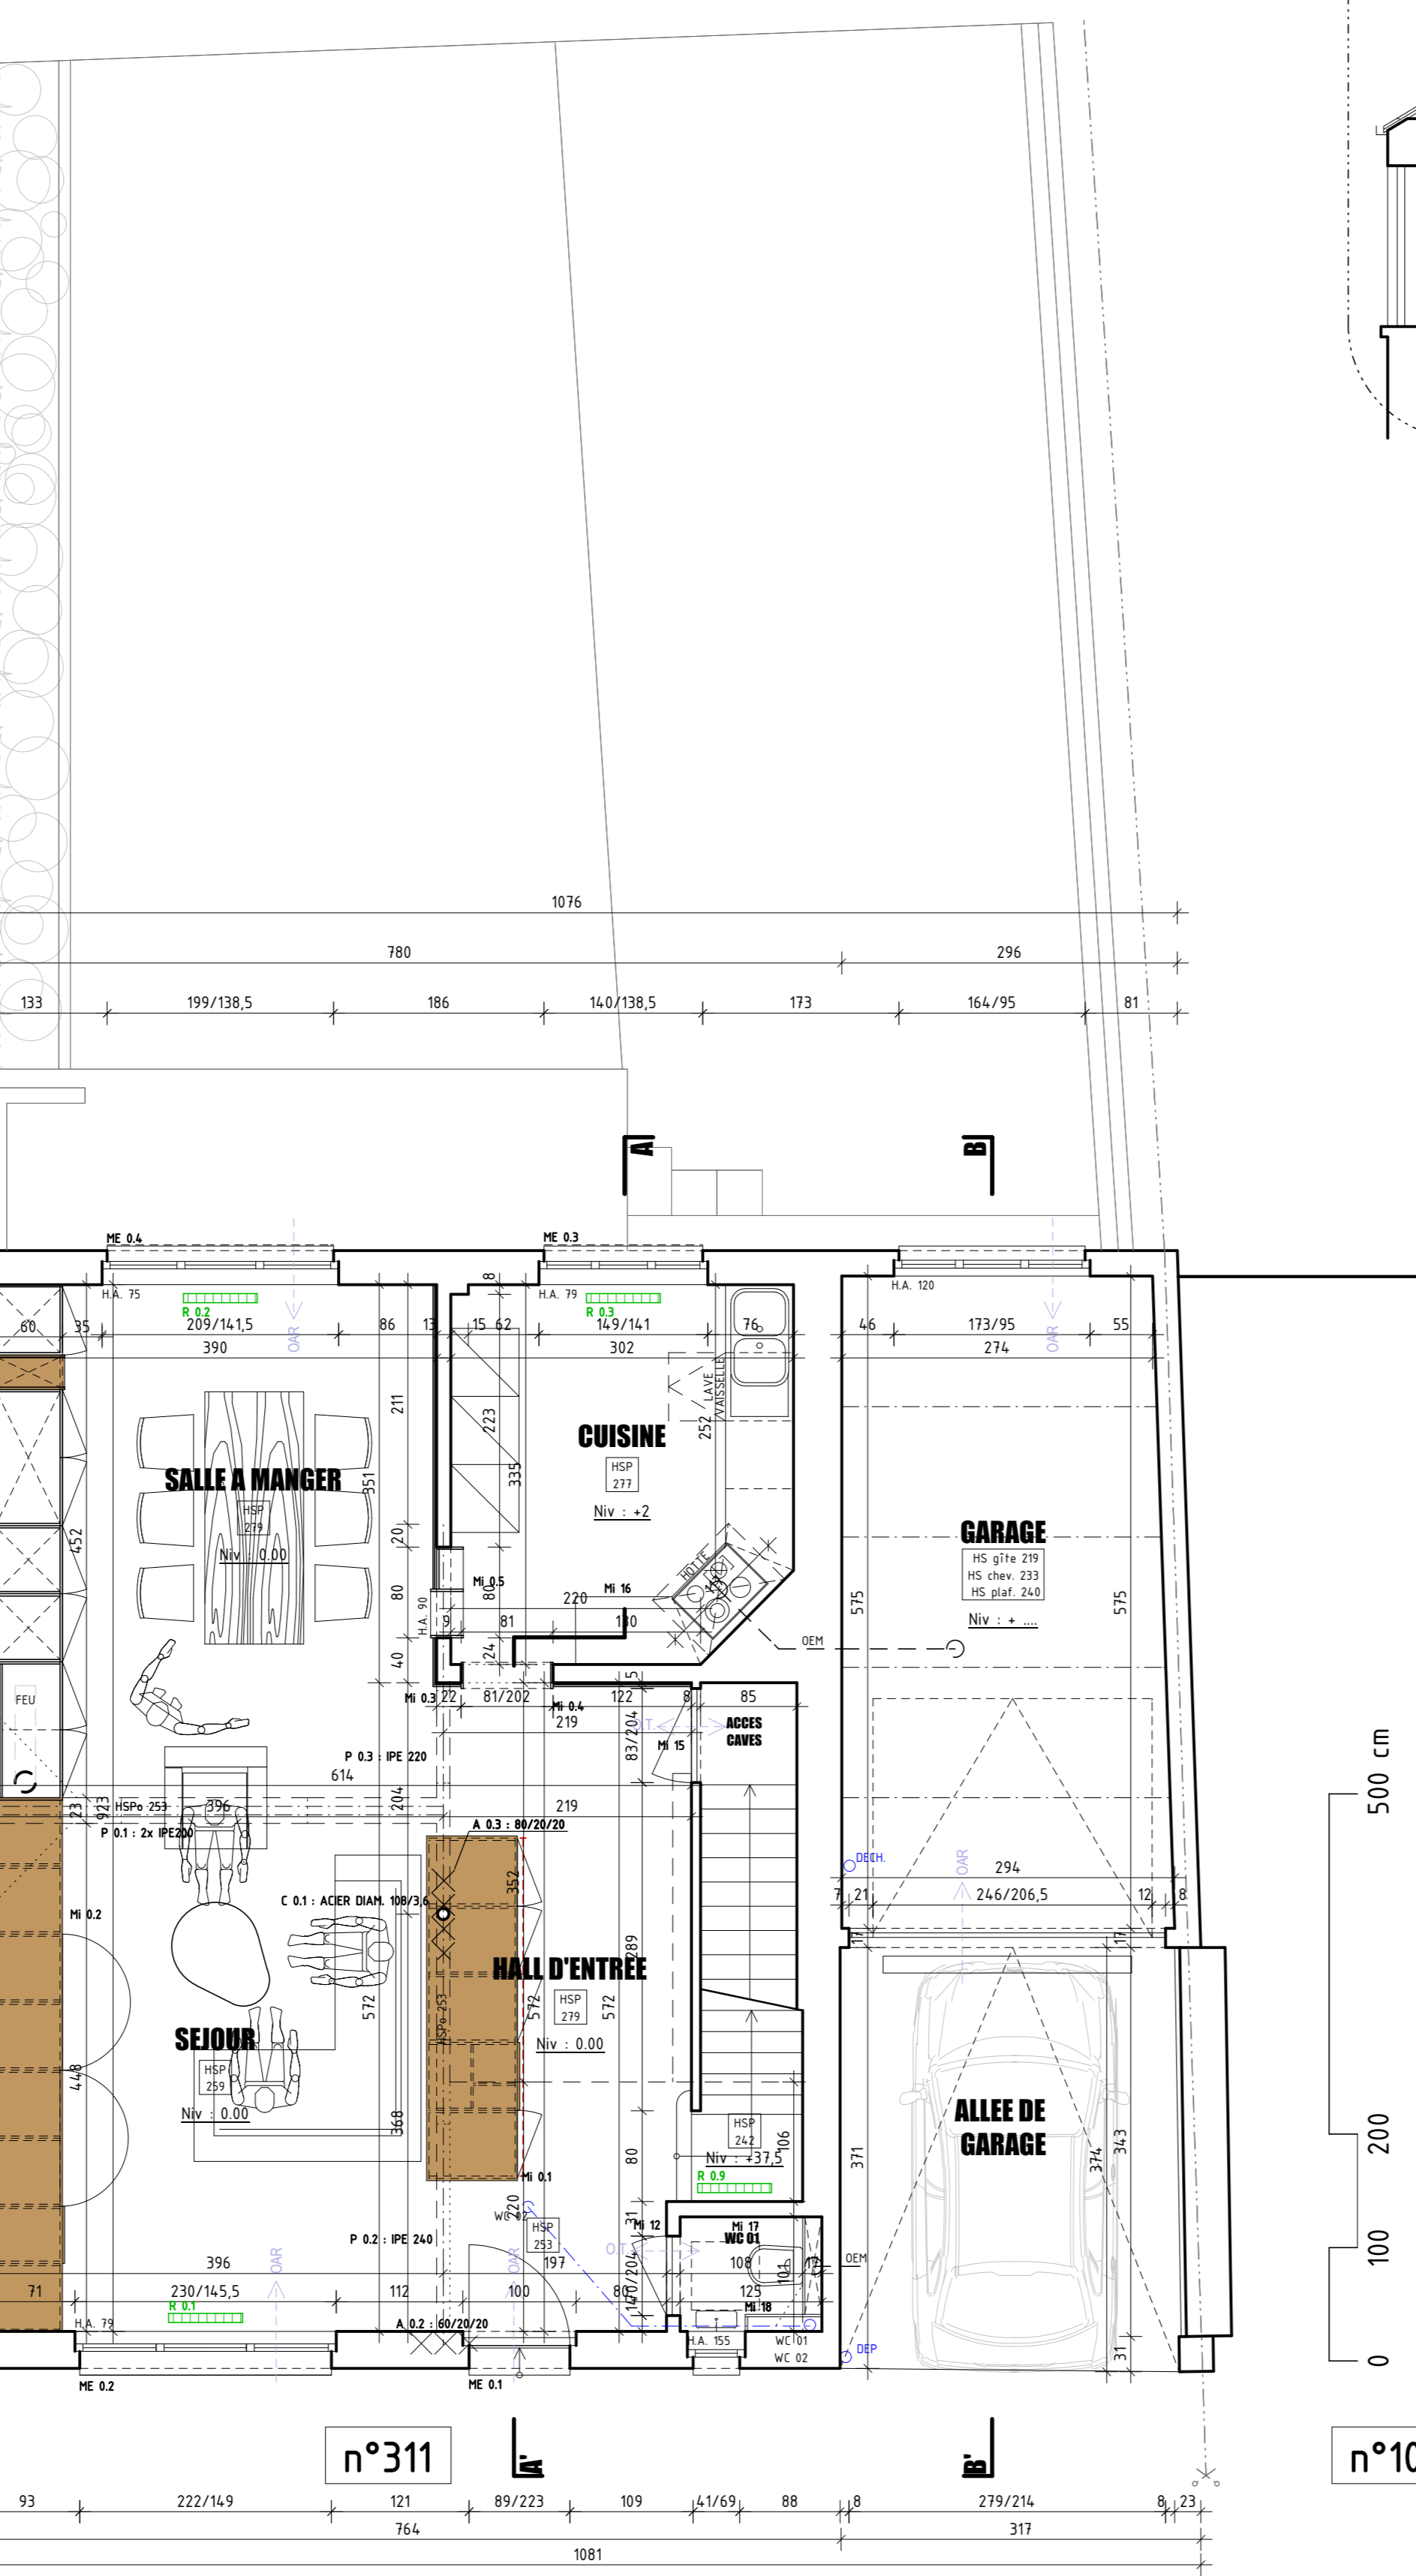 1076
780
296
133
199/138,5
186
140/138,5
173
164/95
81
A
B
ME 0.4
ME 0.3
H.A. 75
R 0.2
8
H.A. 79
R 0.3
H.A. 120
60
35
209/141,5
OAR
86
13
15
62
149/141
76
46
173/95
OAR
55
390
302
274
211
223
LAVE
VAISSELLE
252
CUISINE
HSP
277
Niv : +2
SALLE A MANGER
HSP
279
Niv : 0.00
351
335
452
20
GARAGE
HS gîte 219
HS chev. 233
HS plaf. 240
Niv : + ....
HOTTE
Mi 0.5
Mi 16
80
80
H.A. 90
220
575
575
9
81
130
OEM
40
24
FEU
Mi 0.3
22
81/202
Mi 0.4
122
8
15
85
219
O.T.
ACCES
CAVES
83/204
Mi 15
P 0.3 : IPE 220
614
500 cm
23
923
HSPo 253
396
204
219
P 0.1 : 2x IPE200
A 0.3 : 80/20/20
DECH.
OAR
294
352
C 0.1 : ACIER DIAM. 108/3,6
7
21
246/206,5
12
8
Mi 0.2
289
17
17
HALL D'ENTREE
HSP
279
Niv : 0.00
572
572
572
HSPo 253
SEJOUR
HSP
259
Niv : 0.00
448
368
ALLEE DE
GARAGE
371
374
343
200
HSP
242
106
Niv : +37,5
80
R 0.9
Mi 0.1
220
WC 02
HSP
253
31
Mi 12
Mi 17
WC 01
P 0.2 : IPE 240
O.T.
396
OAR
OAR
197
108
17
OEM
101
100
71
230/145,5
112
100
80
125
R 0.1
Mi 18
H.A. 79
A 0.2 : 60/20/20
H.A. 155
WC 01
WC 02
DEP
31
0
ME 0.2
ME 0.1
n°311
A'
B'
n°10
93
222/149
121
89/223
109
41/69
88
8
279/214
8
23
764
317
1081